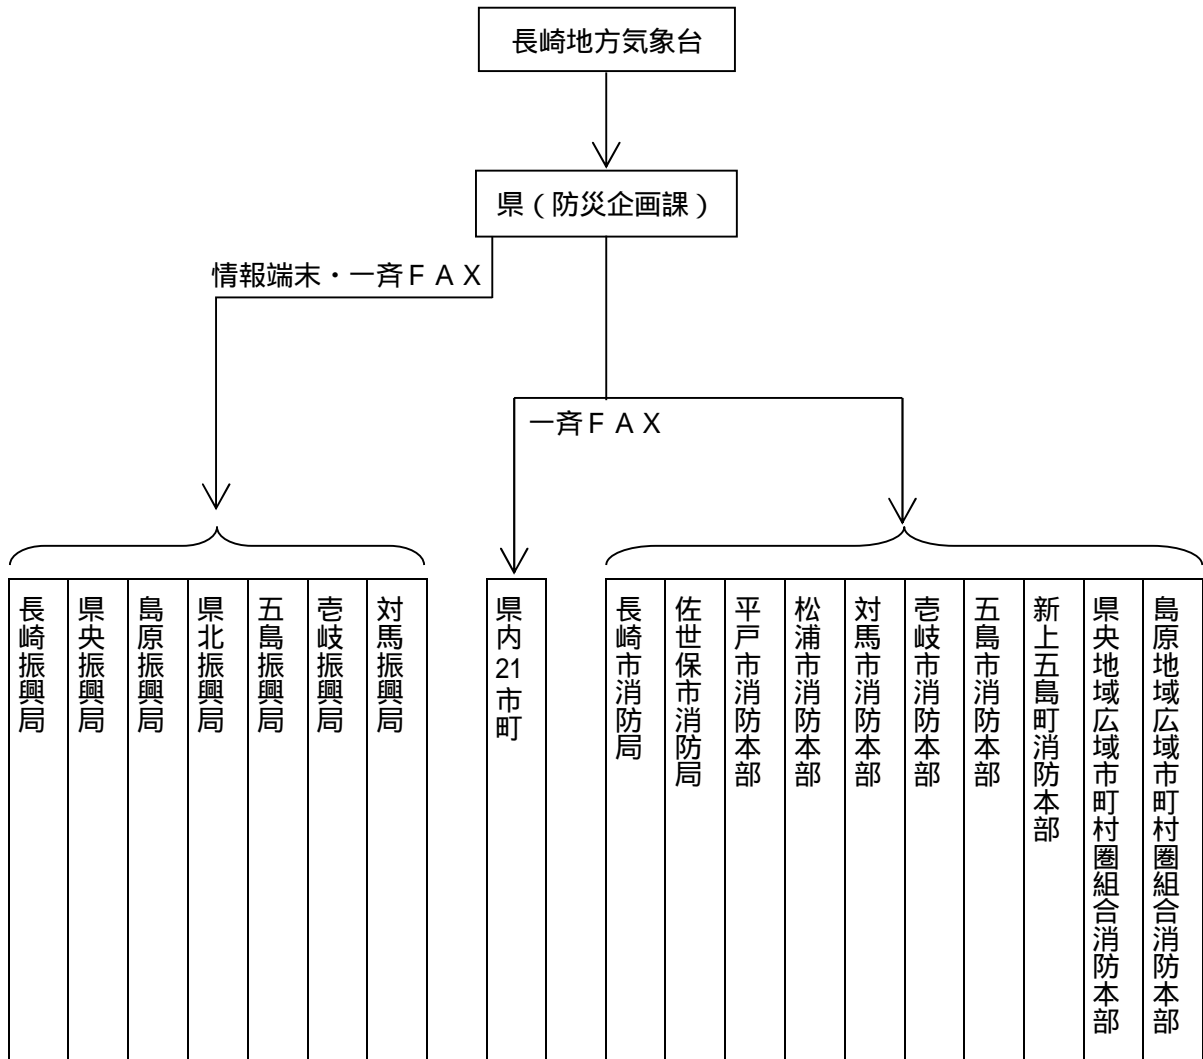 長崎地方気象台
県（防災企画課）
情報端末・一斉ＦＡＸ
一斉ＦＡＸ
長崎振興局
県央振興局
島原振興局
県北振興局
五島振興局
壱岐振興局
対馬振興局
県内21市町
長崎市消防局
佐世保市消防局
平戸市消防本部
松浦市消防本部
対馬市消防本部
壱岐市消防本部
五島市消防本部
新上五島町消防本部
県央地域広域市町村圏組合消防本部
島原地域広域市町村圏組合消防本部